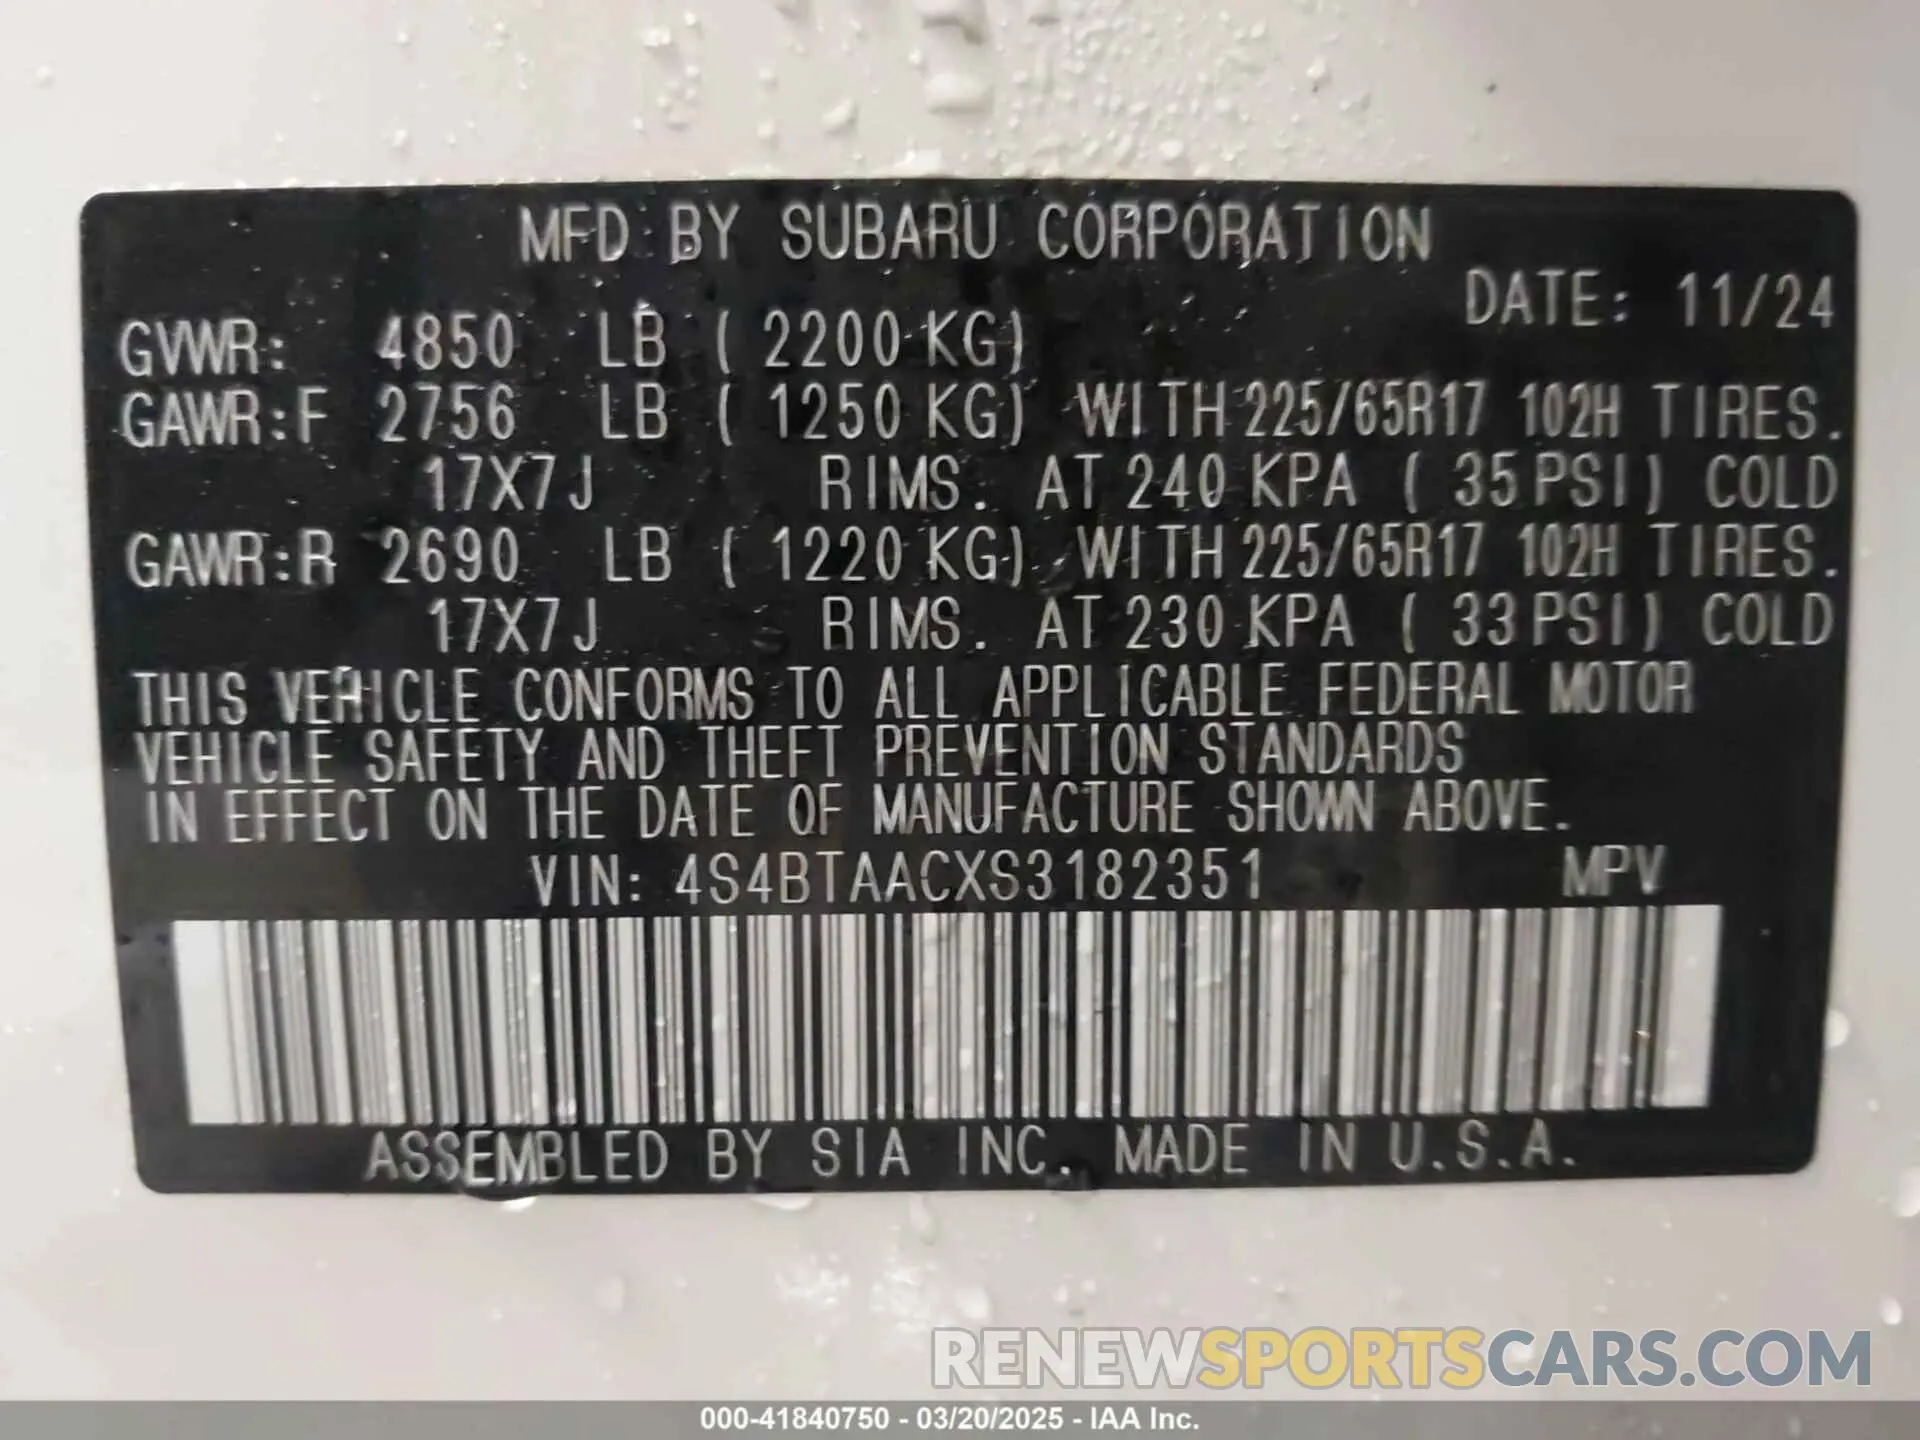 MFD BY SUBARU CORPORATION
DATE: 11/24
GVWR: 4850 LB ( 2200 KG)
GAWR:F 2756 LB ( 1250 KG) WITH 225/65R17 102H TIRES.
17X7J RIMS. AT 240 KPA ( 35 PSI) COLD
GAWR:R 2690 LB ( 1220 KG) WITH 225/65R17 102H TIRES.
17X7J RIMS. AT 230 KPA ( 33 PSI) COLD
THIS VEHICLE CONFORMS TO ALL APPLICABLE FEDERAL MOTOR
VEHICLE SAFETY AND THEFT PREVENTION STANDARDS
IN EFFECT ON THE DATE OF MANUFACTURE SHOWN ABOVE.
VIN: 4S4BTAACXS3182351 MPV
ASSEMBLED BY SIA INC. MADE IN U.S.A.
RENEWSPORTSCARS.COM
000-41840750 - 03/20/2025 - IAA Inc.